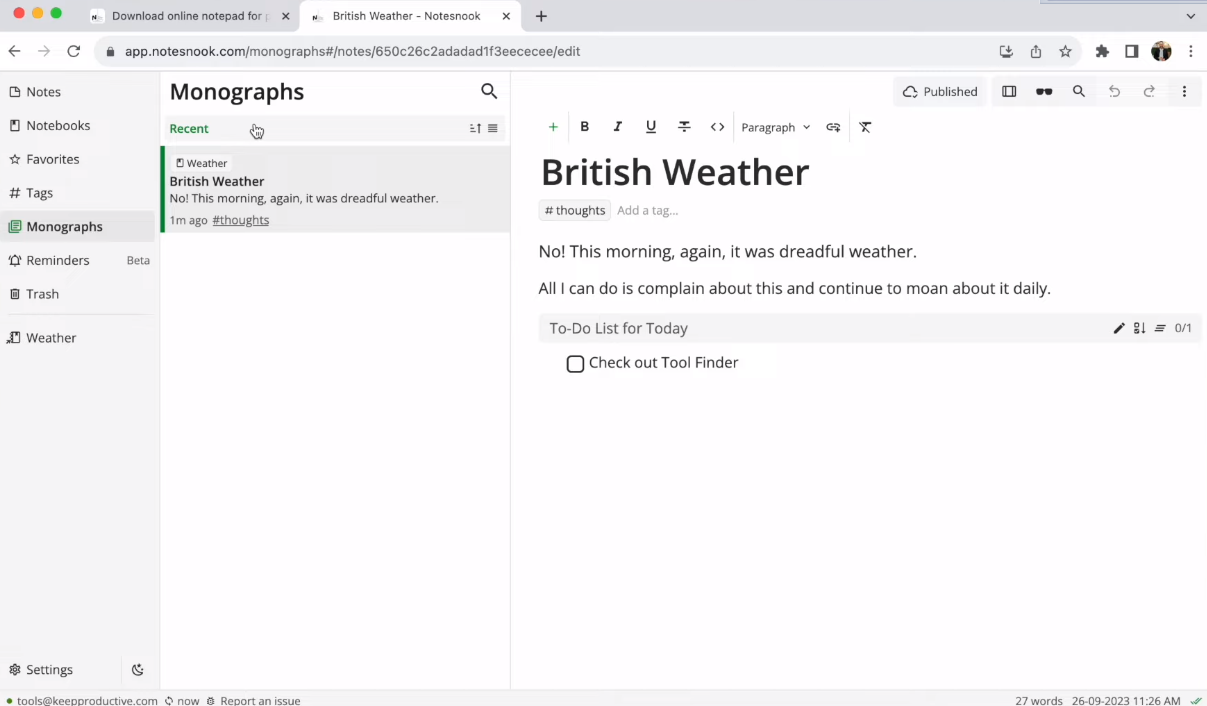 Download online notepad for
British Weather - Notesnook
app.notesnook.com/monographs#/notes/650c26c2adadad1f3eececee/edit
Notes
Notebooks
Favorites
# Tags
Monographs
Reminders Beta
Trash
Weather
Settings
Monographs
Recent
Weather
British Weather
No! This morning, again, it was dreadful weather.
1m ago #thoughts
Published
B I U Paragraph
British Weather
# thoughts Add a tag...
No! This morning, again, it was dreadful weather.
All I can do is complain about this and continue to moan about it daily.
To-Do List for Today 0/1
Check out Tool Finder
tools@keepproductive.com now Report an issue
27 words 26-09-2023 11:26 AM